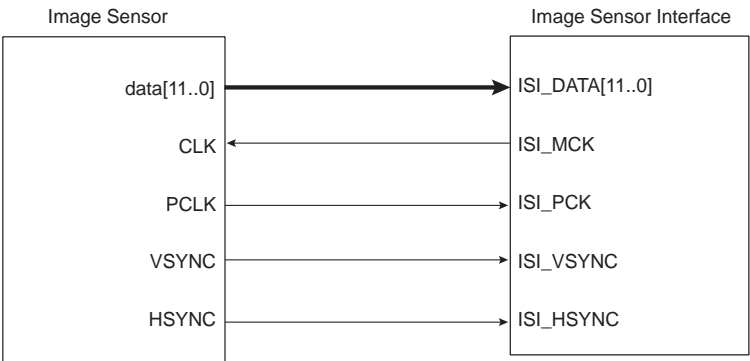 Image Sensor
Image Sensor Interface
data[11..0]
ISI_DATA[11..0]
CLK
ISI_MCK
PCLK
ISI_PCK
VSYNC
ISI_VSYNC
HSYNC
ISI_HSYNC